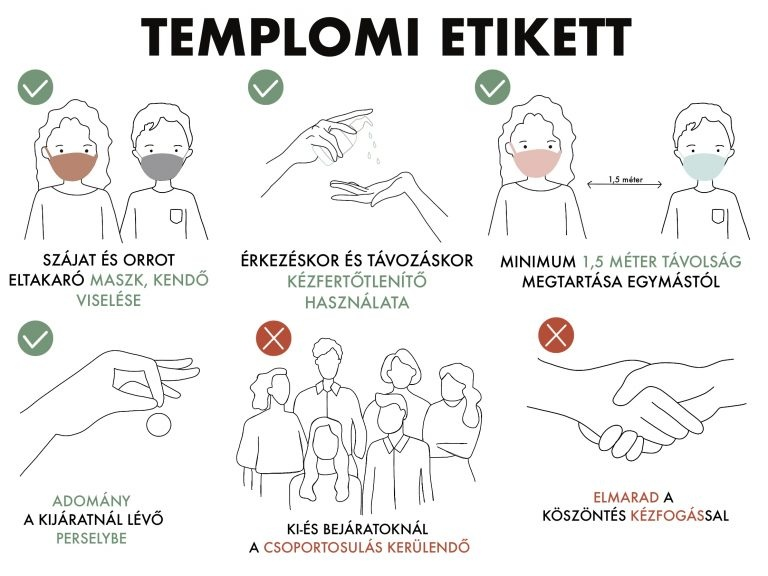 TEMPLOMI ETIKETT
SZÁJAT ÉS ORROT
ELTAKARÓ MASZK, KENDŐ
VISELÉSE
ÉRKEZÉSKOR ÉS TÁVOZÁSKOR
KÉZFERTŐTLENÍTŐ
HASZNÁLATA
1,5 méter
MINIMUM 1,5 MÉTER TÁVOLSÁG
MEGTARTÁSA EGYMÁSTÓL
ADOMÁNY
A KIJÁRATNÁL LÉVŐ
PERSELYBE
KI-ÉS BEJÁRATOKNÁL
A CSOPORTOSULÁS KERÜLENDŐ
ELMARAD A
KÖSZÖNTÉS KÉZFOGÁSSAL